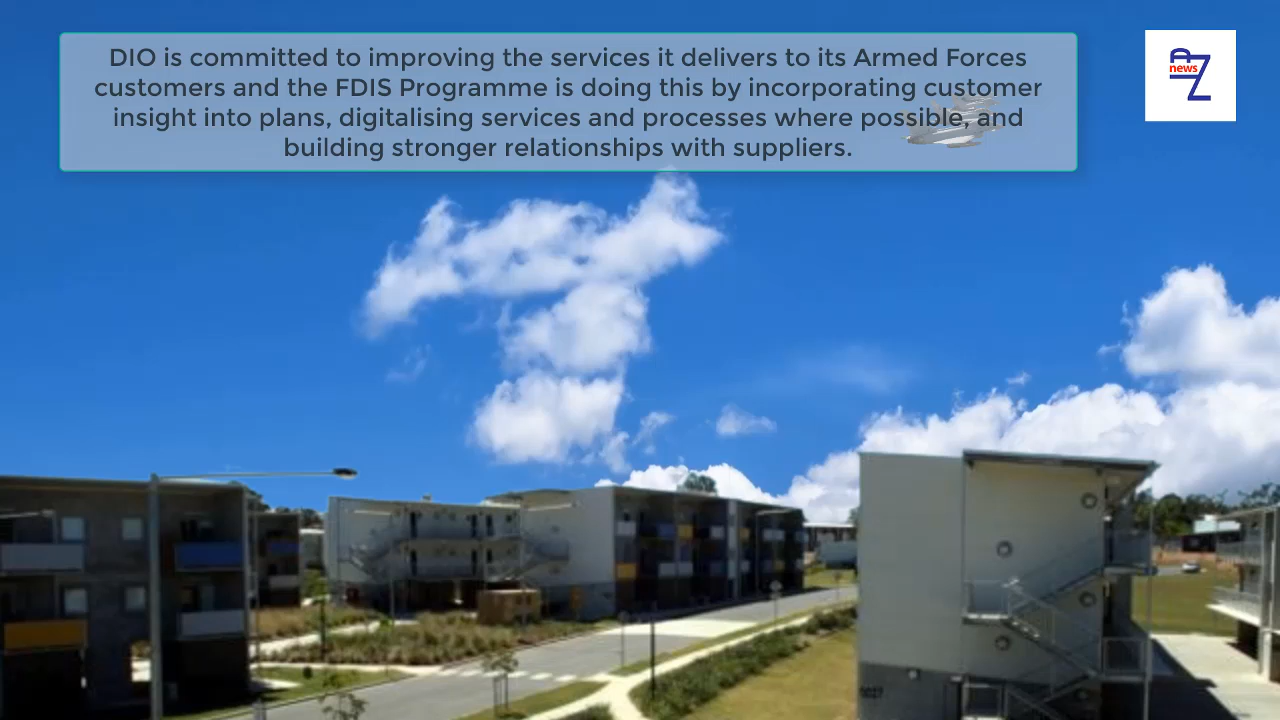 DIO is committed to improving the services it delivers to its Armed Forces
customers and the FDIS Programme is doing this by incorporating customer
insight into plans, digitalising services and processes where possible, and
building stronger relationships with suppliers.
AZ
news